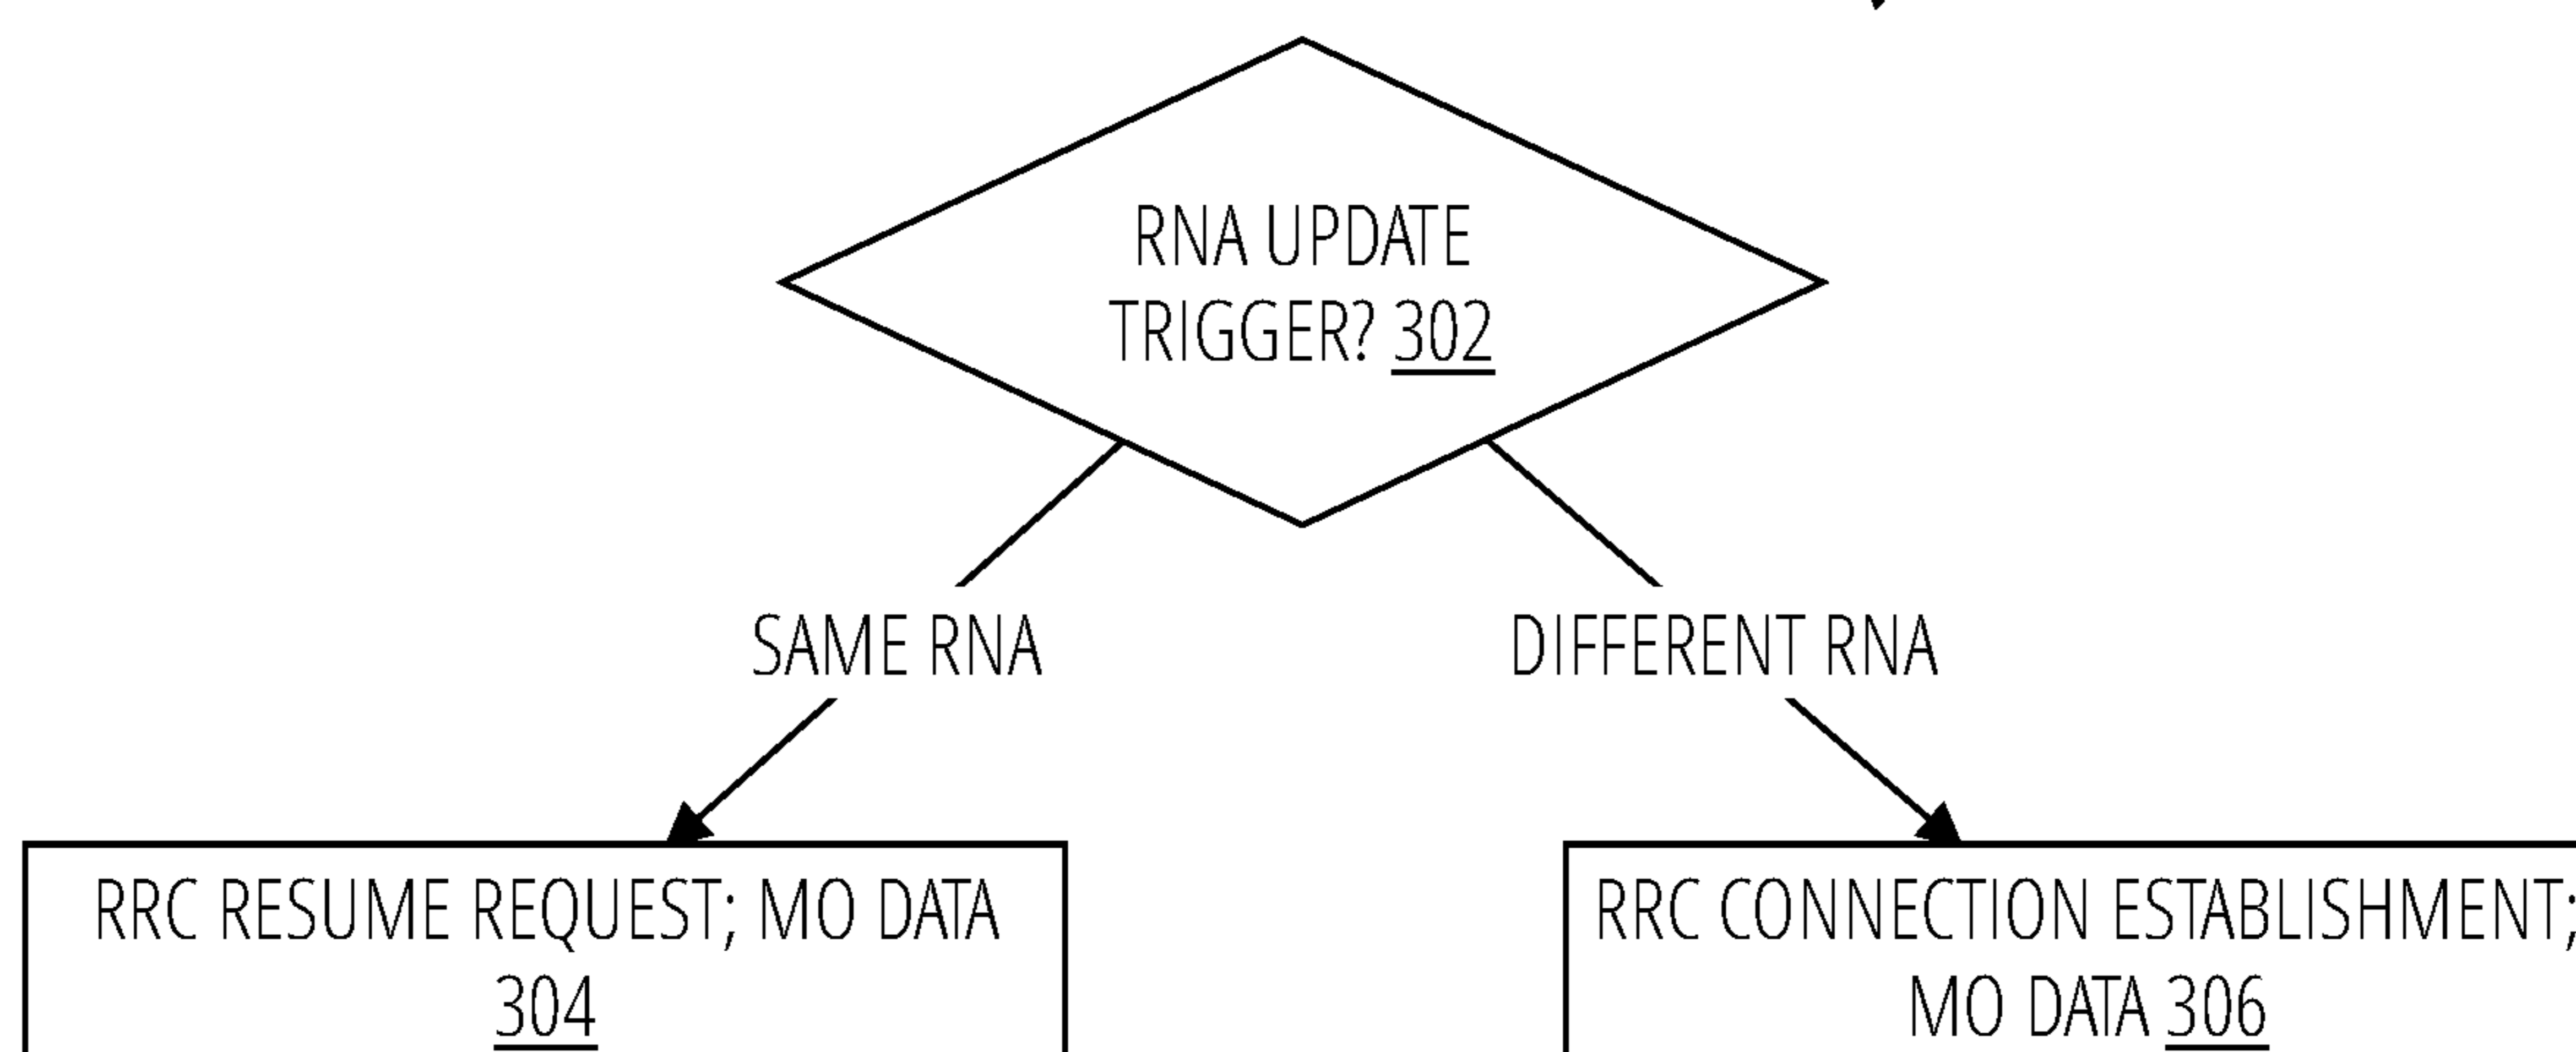 RNA UPDATE
TRIGGER? 302
SAME RNA
DIFFERENT RNA
RRC RESUME REQUEST; MO DATA
304
RRC CONNECTION ESTABLISHMENT;
MO DATA 306